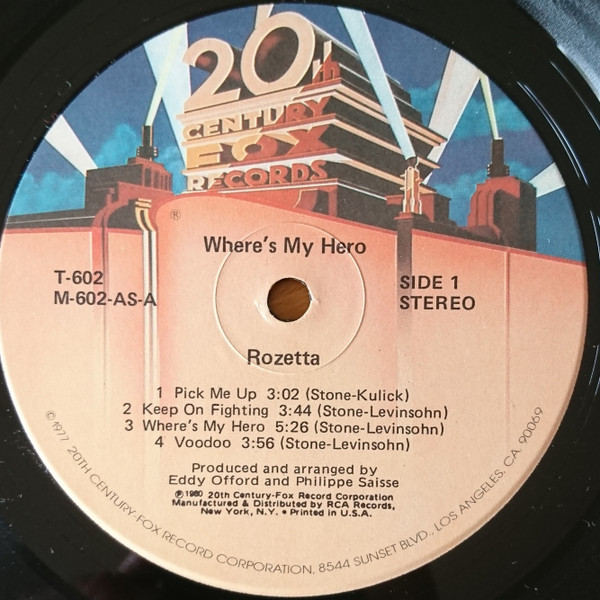 20th
CENTURY
FOX
RECORDS
®
Where's My Hero
T-602
M-602-AS-A
SIDE 1
STEREO
Rozetta
1 Pick Me Up 3:02 (Stone-Kulick)
2 Keep On Fighting 3:44 (Stone-Levinsohn)
3 Where's My Hero 5:26 (Stone-Levinsohn)
4 Voodoo 3:56 (Stone-Levinsohn)
Produced and arranged by
Eddy Offord and Philippe Saisse
℗1980 20th Century-Fox Record Corporation
Manufactured & Distributed by RCA Records,
New York, N.Y. • Printed in U.S.A.
©1977 20TH CENTURY-FOX RECORD CORPORATION, 8544 SUNSET BLVD., LOS ANGELES, CA. 90069